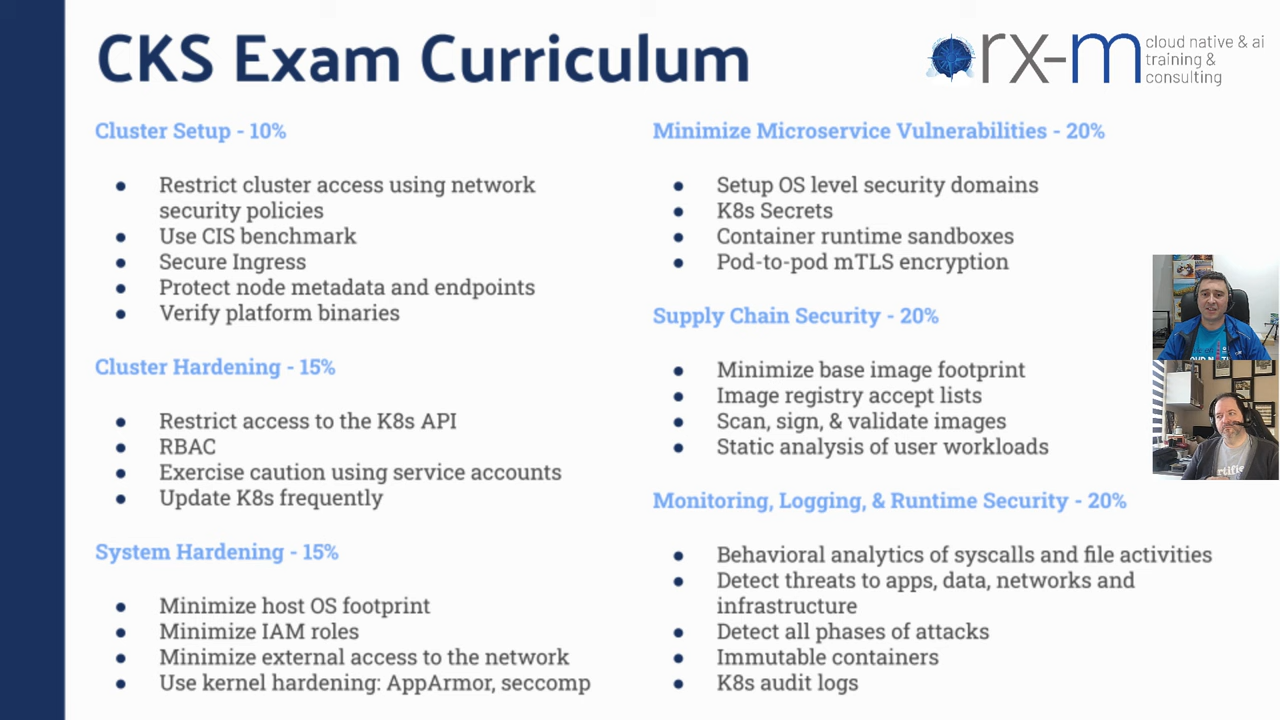 CKS Exam Curriculum
rx-m
cloud native & ai
training &
consulting
Cluster Setup - 10%
● Restrict cluster access using network
security policies
● Use CIS benchmark
● Secure Ingress
● Protect node metadata and endpoints
● Verify platform binaries
Cluster Hardening - 15%
● Restrict access to the K8s API
● RBAC
● Exercise caution using service accounts
● Update K8s frequently
System Hardening - 15%
● Minimize host OS footprint
● Minimize IAM roles
● Minimize external access to the network
● Use kernel hardening: AppArmor, seccomp
Minimize Microservice Vulnerabilities - 20%
● Setup OS level security domains
● K8s Secrets
● Container runtime sandboxes
● Pod-to-pod mTLS encryption
Supply Chain Security - 20%
● Minimize base image footprint
● Image registry accept lists
● Scan, sign, & validate images
● Static analysis of user workloads
Monitoring, Logging, & Runtime Security - 20%
● Behavioral analytics of syscalls and file activities
● Detect threats to apps, data, networks and
infrastructure
● Detect all phases of attacks
● Immutable containers
● K8s audit logs